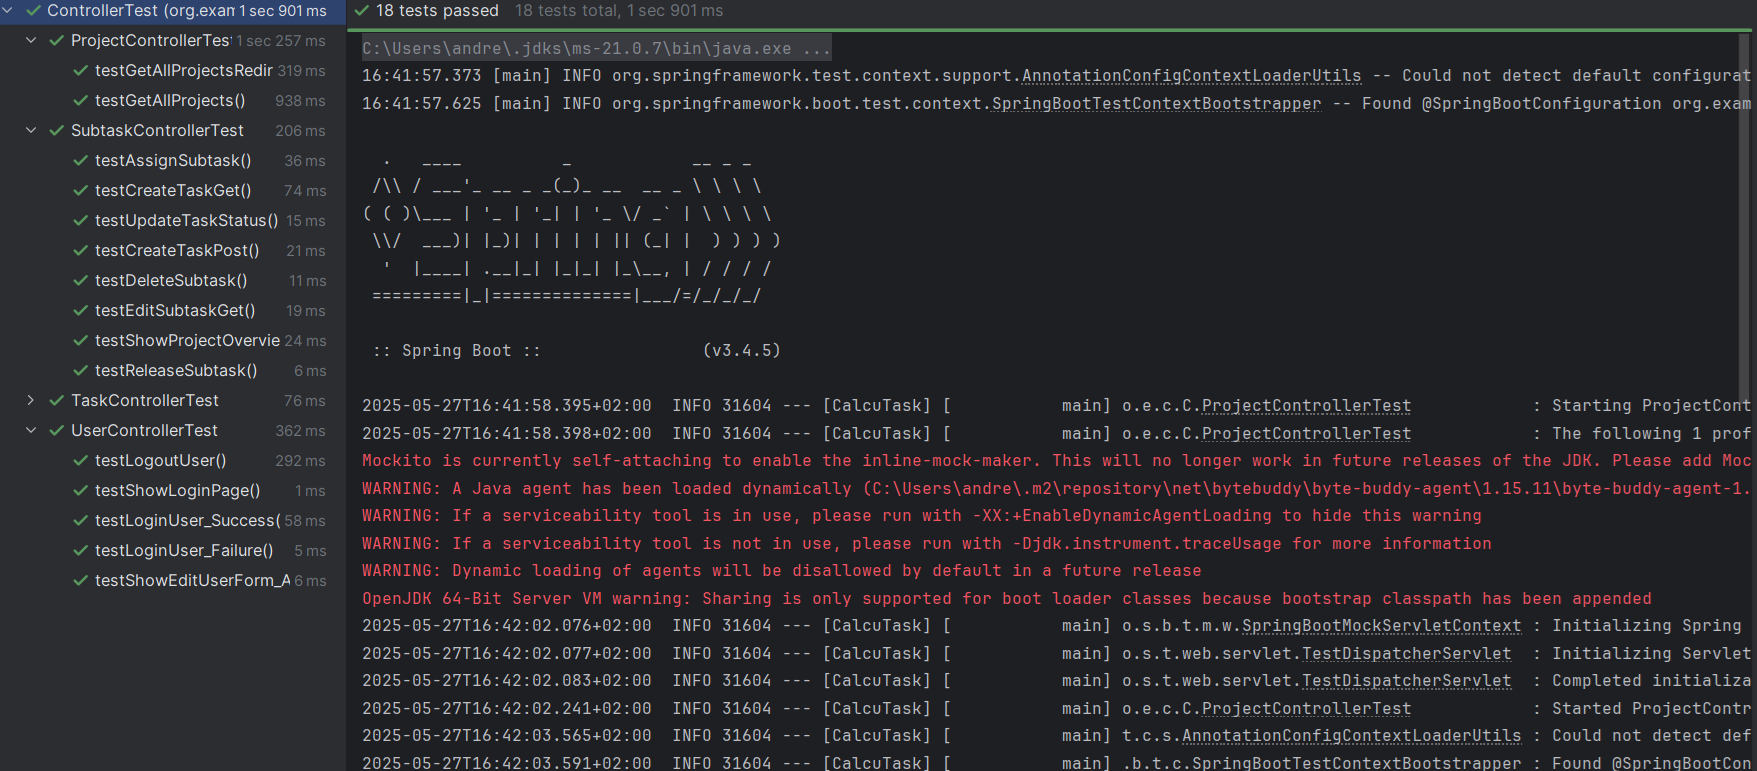 ControllerTest (org.exam 1 sec 901 ms
ProjectControllerTest 1 sec 257 ms
testGetAllProjectsRedir 319 ms
testGetAllProjects() 938 ms
SubtaskControllerTest 206 ms
testAssignSubtask() 36 ms
testCreateTaskGet() 74 ms
testUpdateTaskStatus() 15 ms
testCreateTaskPost() 21 ms
testDeleteSubtask() 11 ms
testEditSubtaskGet() 19 ms
testShowProjectOvervie 24 ms
testReleaseSubtask() 6 ms
TaskControllerTest 76 ms
UserControllerTest 362 ms
testLogoutUser() 292 ms
testShowLoginPage() 1 ms
testLoginUser_Success( 58 ms
testLoginUser_Failure() 5 ms
testShowEditUserForm_A 6 ms
18 tests passed 18 tests total, 1 sec 901 ms
C:\Users\andre\.jdks\ms-21.0.7\bin\java.exe ...
16:41:57.373 [main] INFO org.springframework.test.context.support.AnnotationConfigContextLoaderUtils -- Could not detect default configurat
16:41:57.625 [main] INFO org.springframework.boot.test.context.SpringBootTestContextBootstrapper -- Found @SpringBootConfiguration org.exam
  .   ____          _            __ _ _
 /\\ / ___'_ __ _ _(_)_ __  __ _ \ \ \ \
( ( )\___ | '_ | '_| | '_ \/ _` | \ \ \ \
 \\/  ___)| |_)| | | | | || (_| |  ) ) ) )
  '  |____| .__|_| |_|_| |_\__, | / / / /
 =========|_|==============|___/=/_/_/_/
 :: Spring Boot ::                (v3.4.5)
2025-05-27T16:41:58.395+02:00  INFO 31604 --- [CalcuTask] [           main] o.e.c.C.ProjectControllerTest            : Starting ProjectCont
2025-05-27T16:41:58.398+02:00  INFO 31604 --- [CalcuTask] [           main] o.e.c.C.ProjectControllerTest            : The following 1 prof
Mockito is currently self-attaching to enable the inline-mock-maker. This will no longer work in future releases of the JDK. Please add Moc
WARNING: A Java agent has been loaded dynamically (C:\Users\andre\.m2\repository\net\bytebuddy\byte-buddy-agent\1.15.11\byte-buddy-agent-1.
WARNING: If a serviceability tool is in use, please run with -XX:+EnableDynamicAgentLoading to hide this warning
WARNING: If a serviceability tool is not in use, please run with -Djdk.instrument.traceUsage for more information
WARNING: Dynamic loading of agents will be disallowed by default in a future release
OpenJDK 64-Bit Server VM warning: Sharing is only supported for boot loader classes because bootstrap classpath has been appended
2025-05-27T16:42:02.076+02:00  INFO 31604 --- [CalcuTask] [           main] o.s.b.t.m.w.SpringBootMockServletContext : Initializing Spring
2025-05-27T16:42:02.077+02:00  INFO 31604 --- [CalcuTask] [           main] o.s.t.web.servlet.TestDispatcherServlet  : Initializing Servlet
2025-05-27T16:42:02.083+02:00  INFO 31604 --- [CalcuTask] [           main] o.s.t.web.servlet.TestDispatcherServlet  : Completed initializa
2025-05-27T16:42:02.241+02:00  INFO 31604 --- [CalcuTask] [           main] o.e.c.C.ProjectControllerTest            : Started ProjectContr
2025-05-27T16:42:03.565+02:00  INFO 31604 --- [CalcuTask] [           main] t.c.s.AnnotationConfigContextLoaderUtils : Could not detect def
2025-05-27T16:42:03.591+02:00  INFO 31604 --- [CalcuTask] [           main] .b.t.c.SpringBootTestContextBootstrapper : Found @SpringBootCon